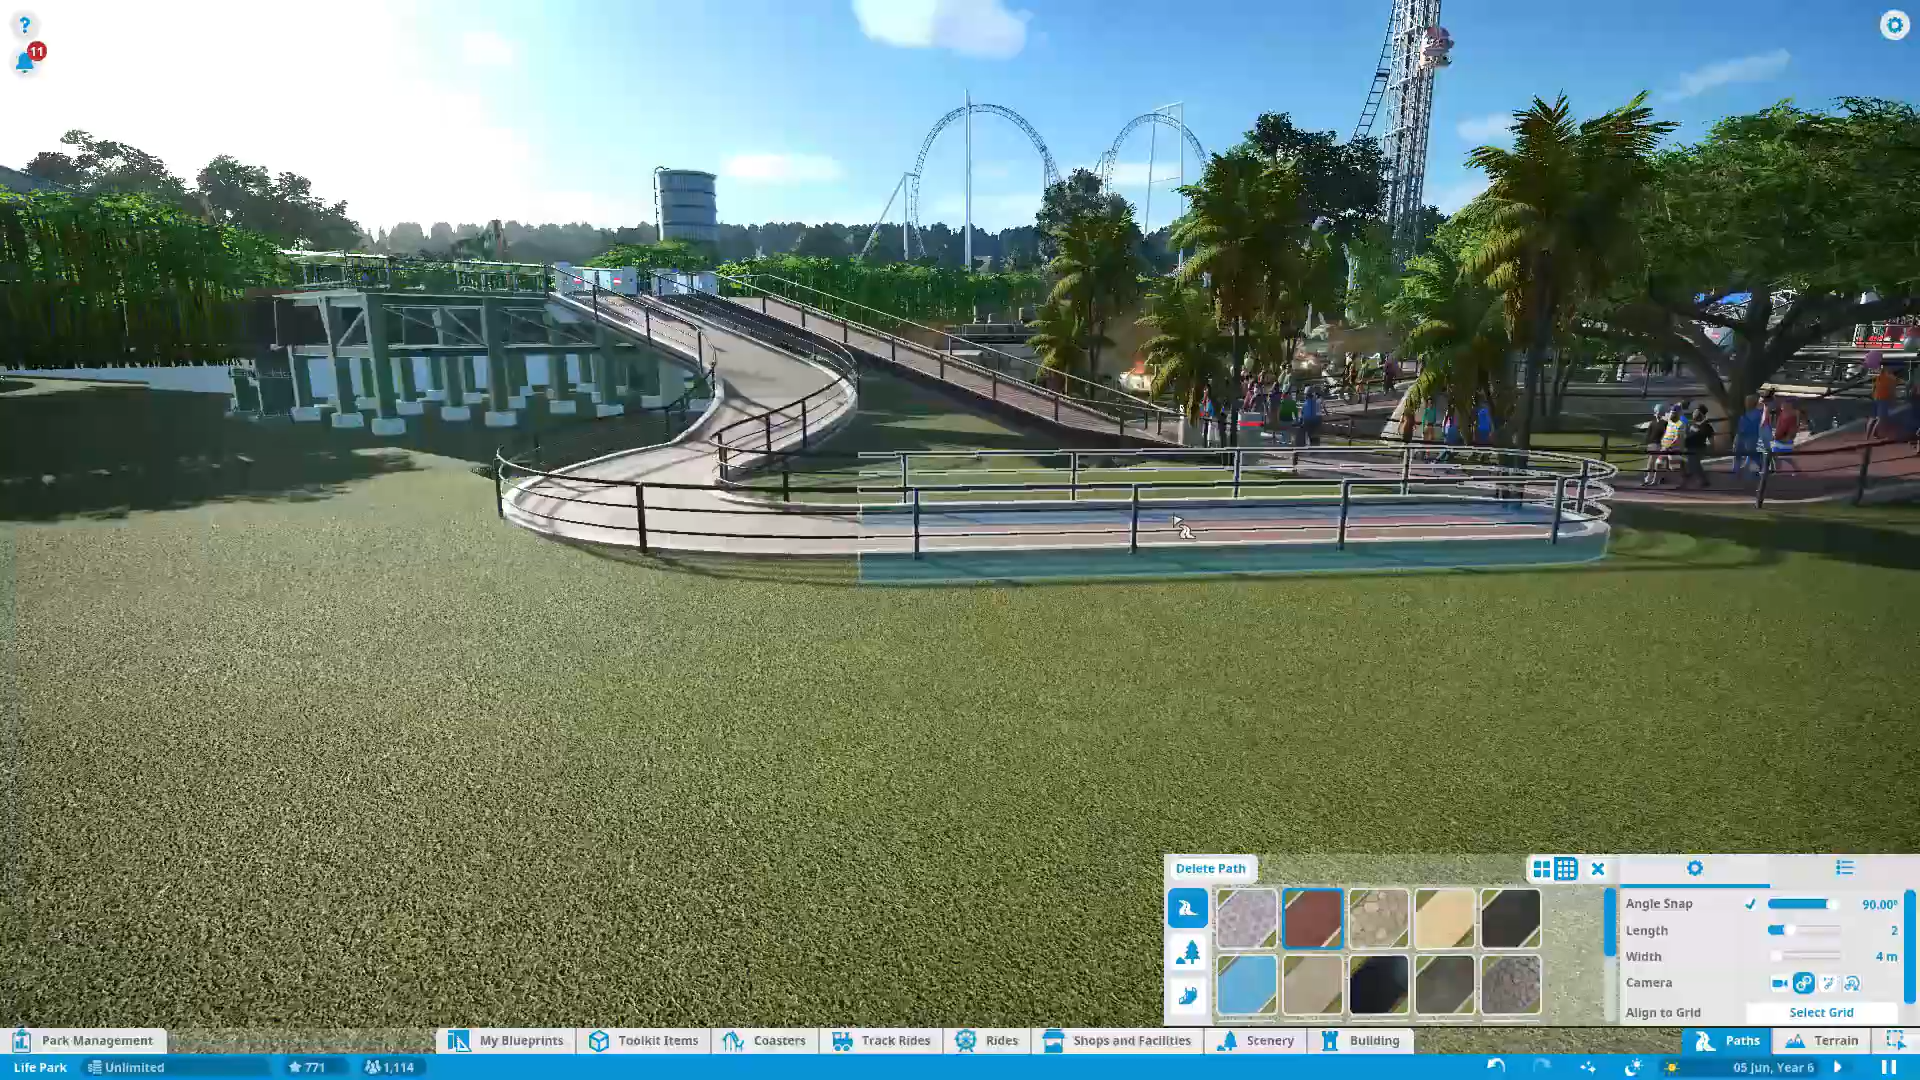 ?
11
Delete Path
Angle Snap ✓ 90.00°
Length 2
Width 4 m
Camera
Align to Grid Select Grid
Park Management
My Blueprints
Toolkit Items
Coasters
Track Rides
Rides
Shops and Facilities
Scenery
Building
Paths
Terrain
Life Park Unlimited 771 1,114 05 Jun, Year 6